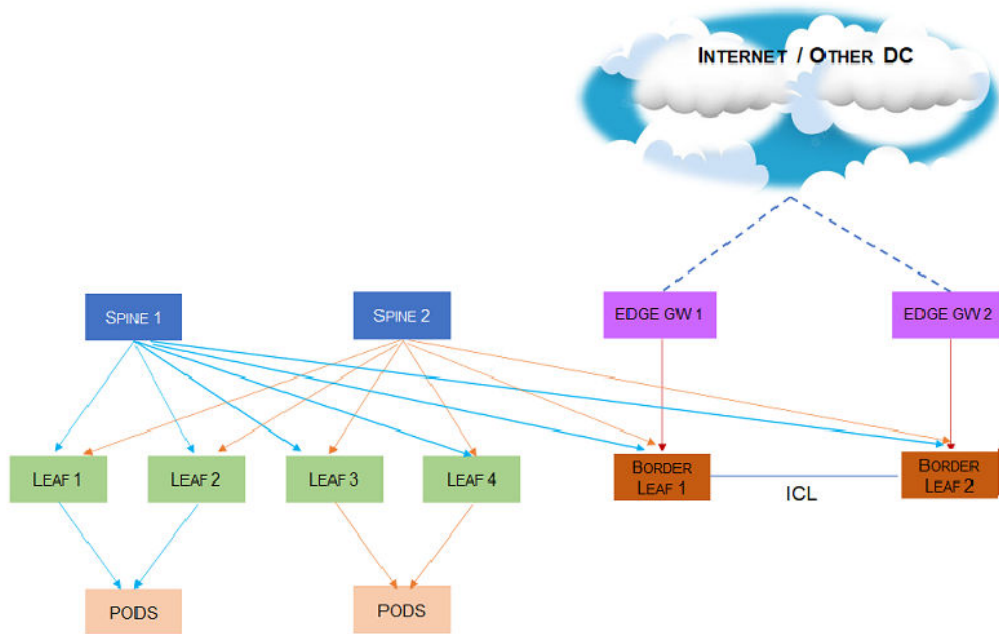 INTERNET / OTHER DC
SPINE 1
SPINE 2
EDGE GW 1
EDGE GW 2
LEAF 1
LEAF 2
LEAF 3
LEAF 4
BORDER
LEAF 1
ICL
BORDER
LEAF 2
PODS
PODS